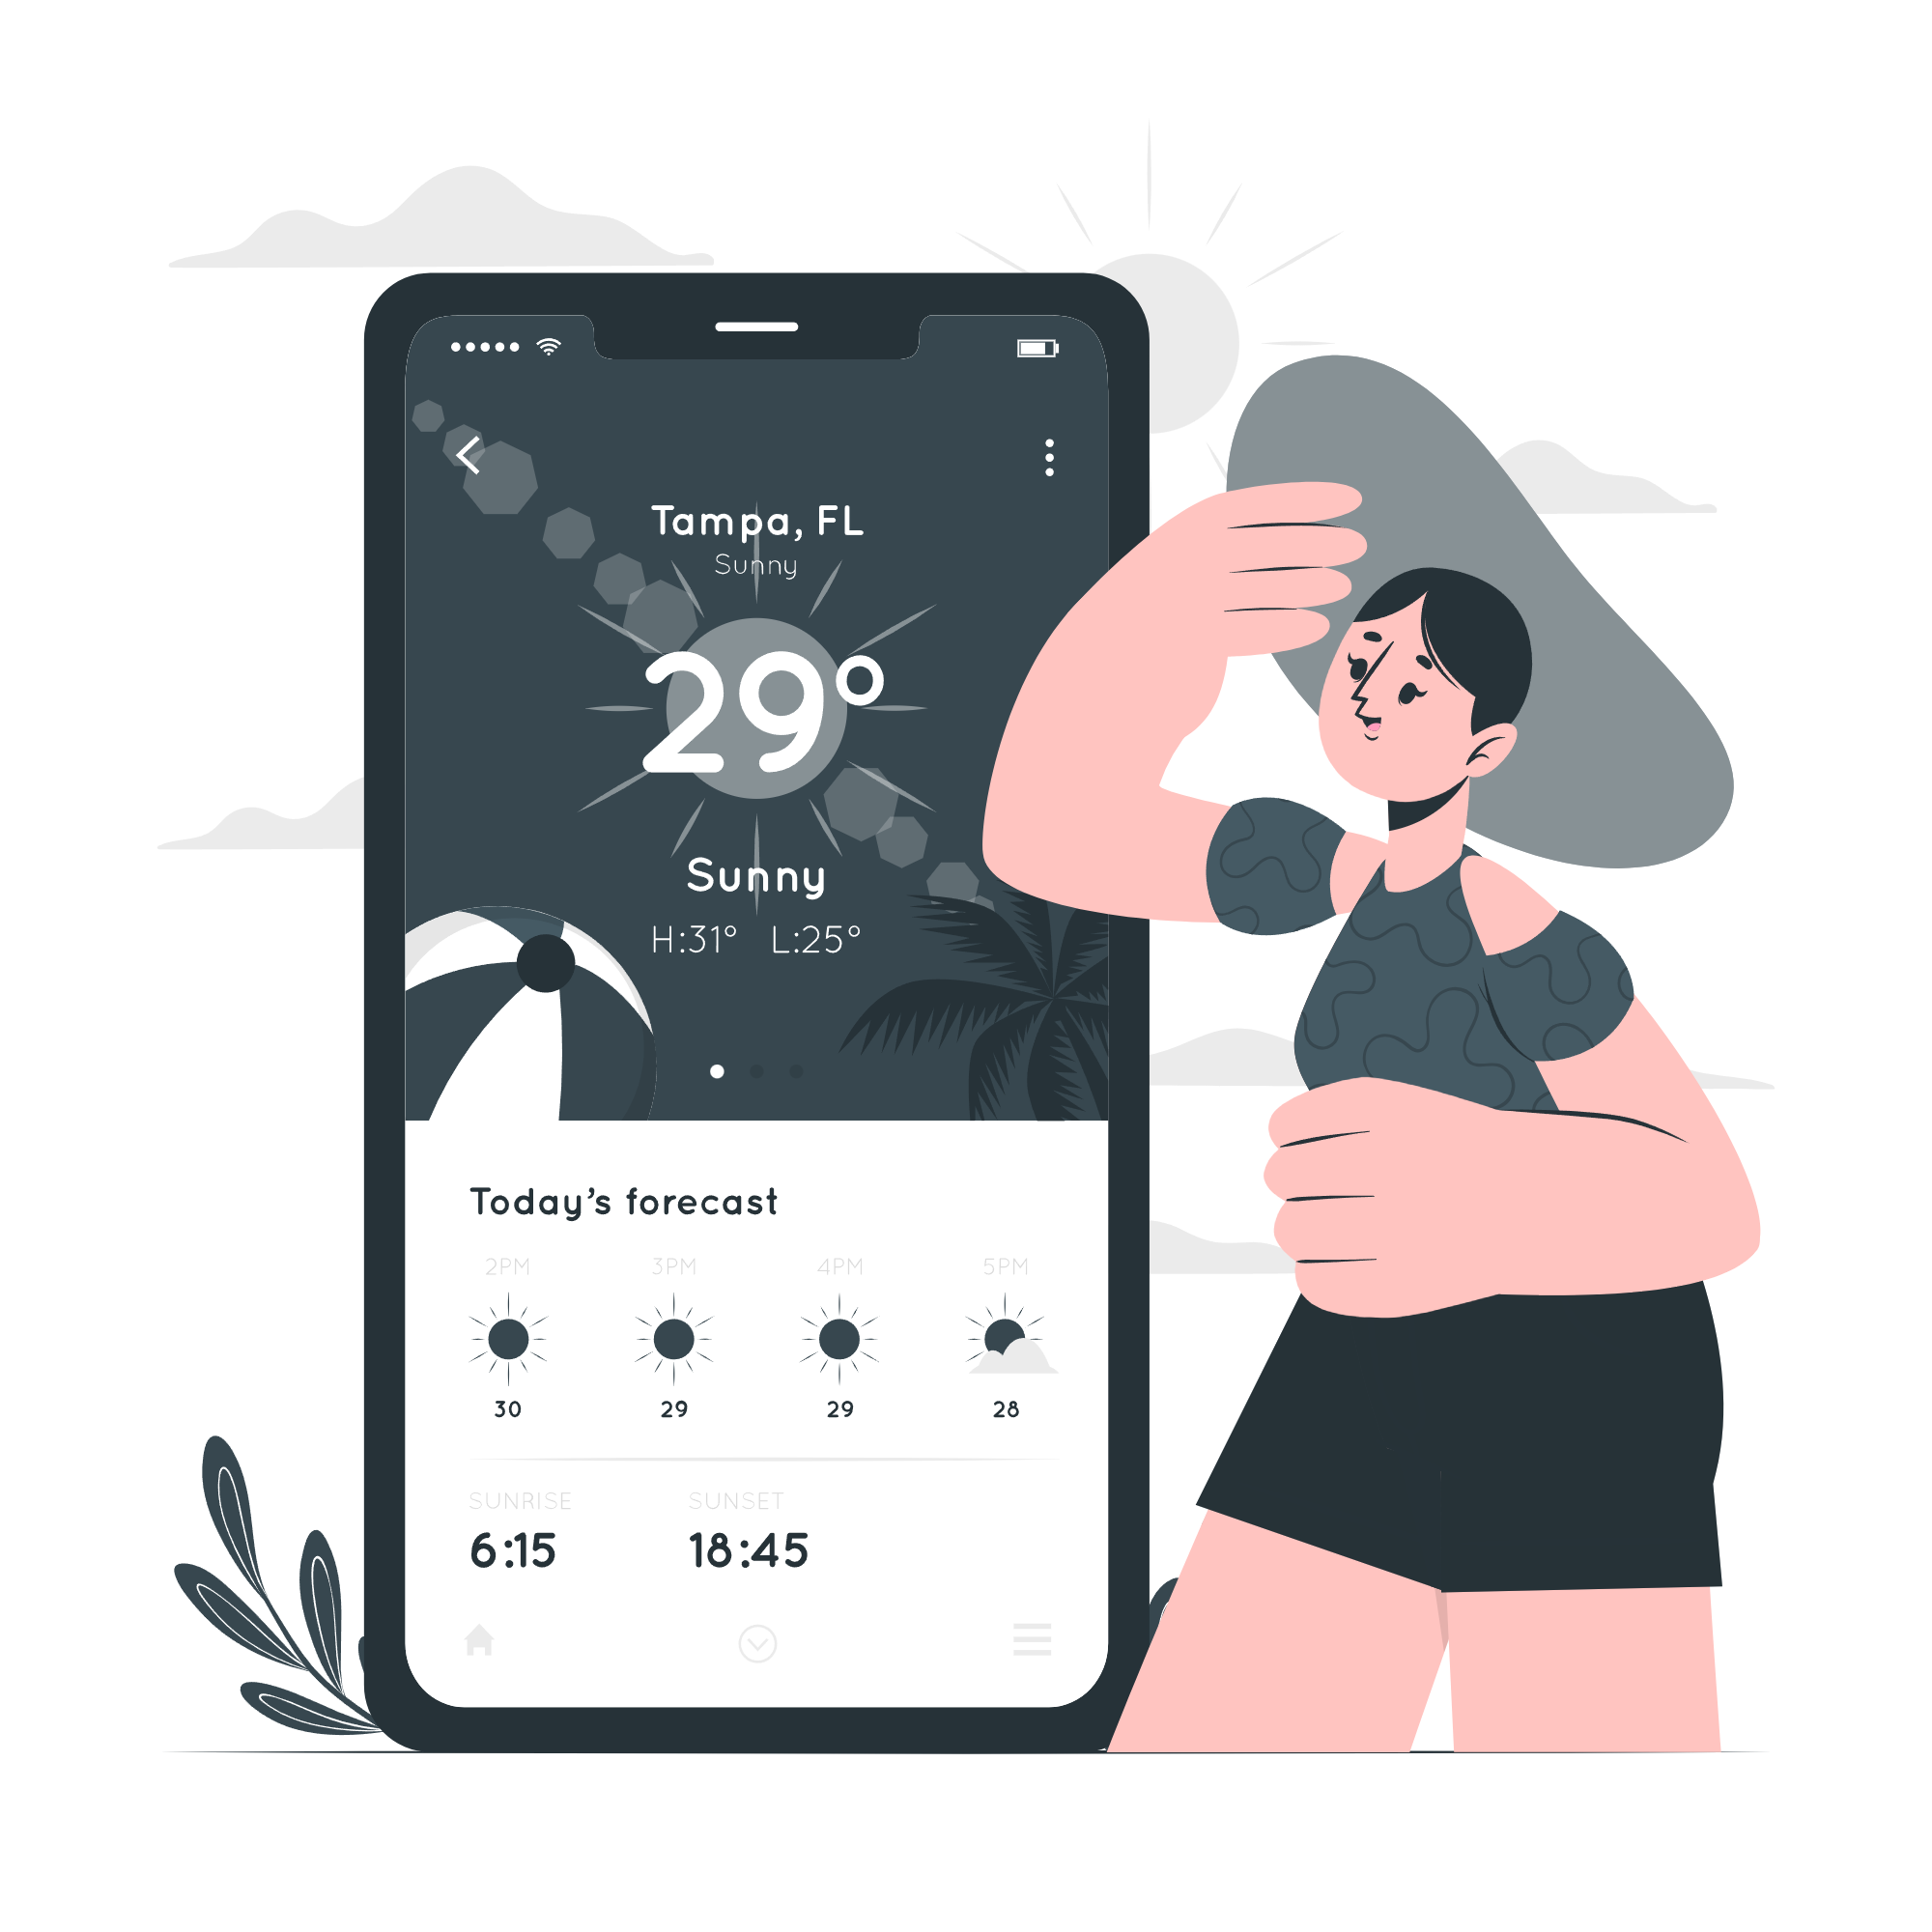 Tampa, FL
Sunny
29°
Sunny
H:31° L:25°
Today's forecast
2PM 3PM 4PM 5PM
30 29 29 28
SUNRISE SUNSET
6:15 18:45